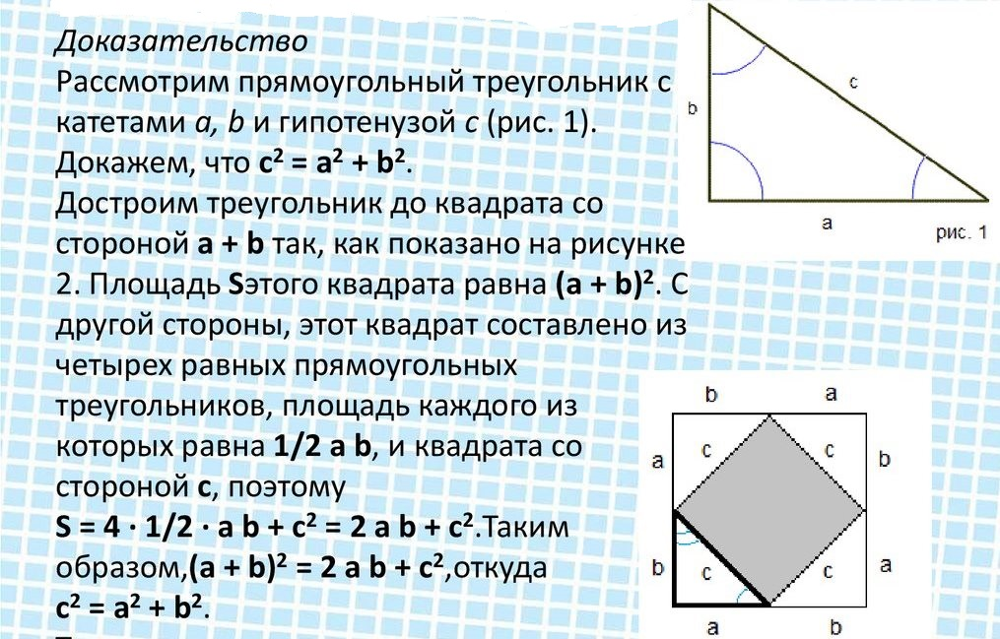 Доказательство
Рассмотрим прямоугольный треугольник с
катетами a, b и гипотенузой c (рис. 1).
Докажем, что c² = a² + b².
Достроим треугольник до квадрата со
стороной a + b так, как показано на рисунке
2. Площадь Sэтого квадрата равна (a + b)². С
другой стороны, этот квадрат составлено из
четырех равных прямоугольных
треугольников, площадь каждого из
которых равна 1/2 a b, и квадрата со
стороной c, поэтому
S = 4 · 1/2 · a b + c² = 2 a b + c².Таким
образом,(a + b)² = 2 a b + c²,откуда
c² = a² + b².
c
b
a
рис. 1
b a
a c c b
b c c a
a b